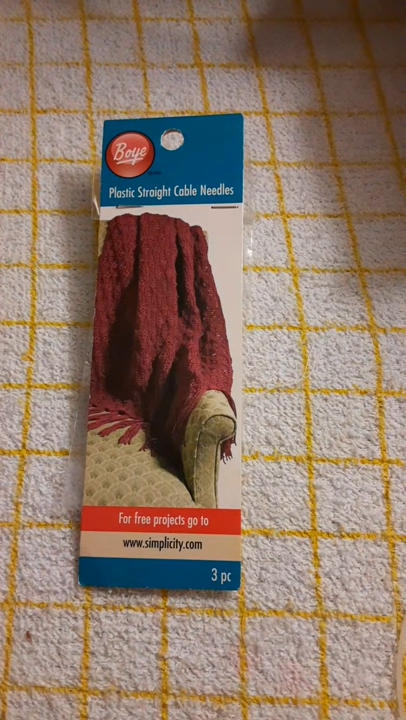 Boye
Plastic Straight Cable Needles
For free projects go to
www.simplicity.com
3 pc